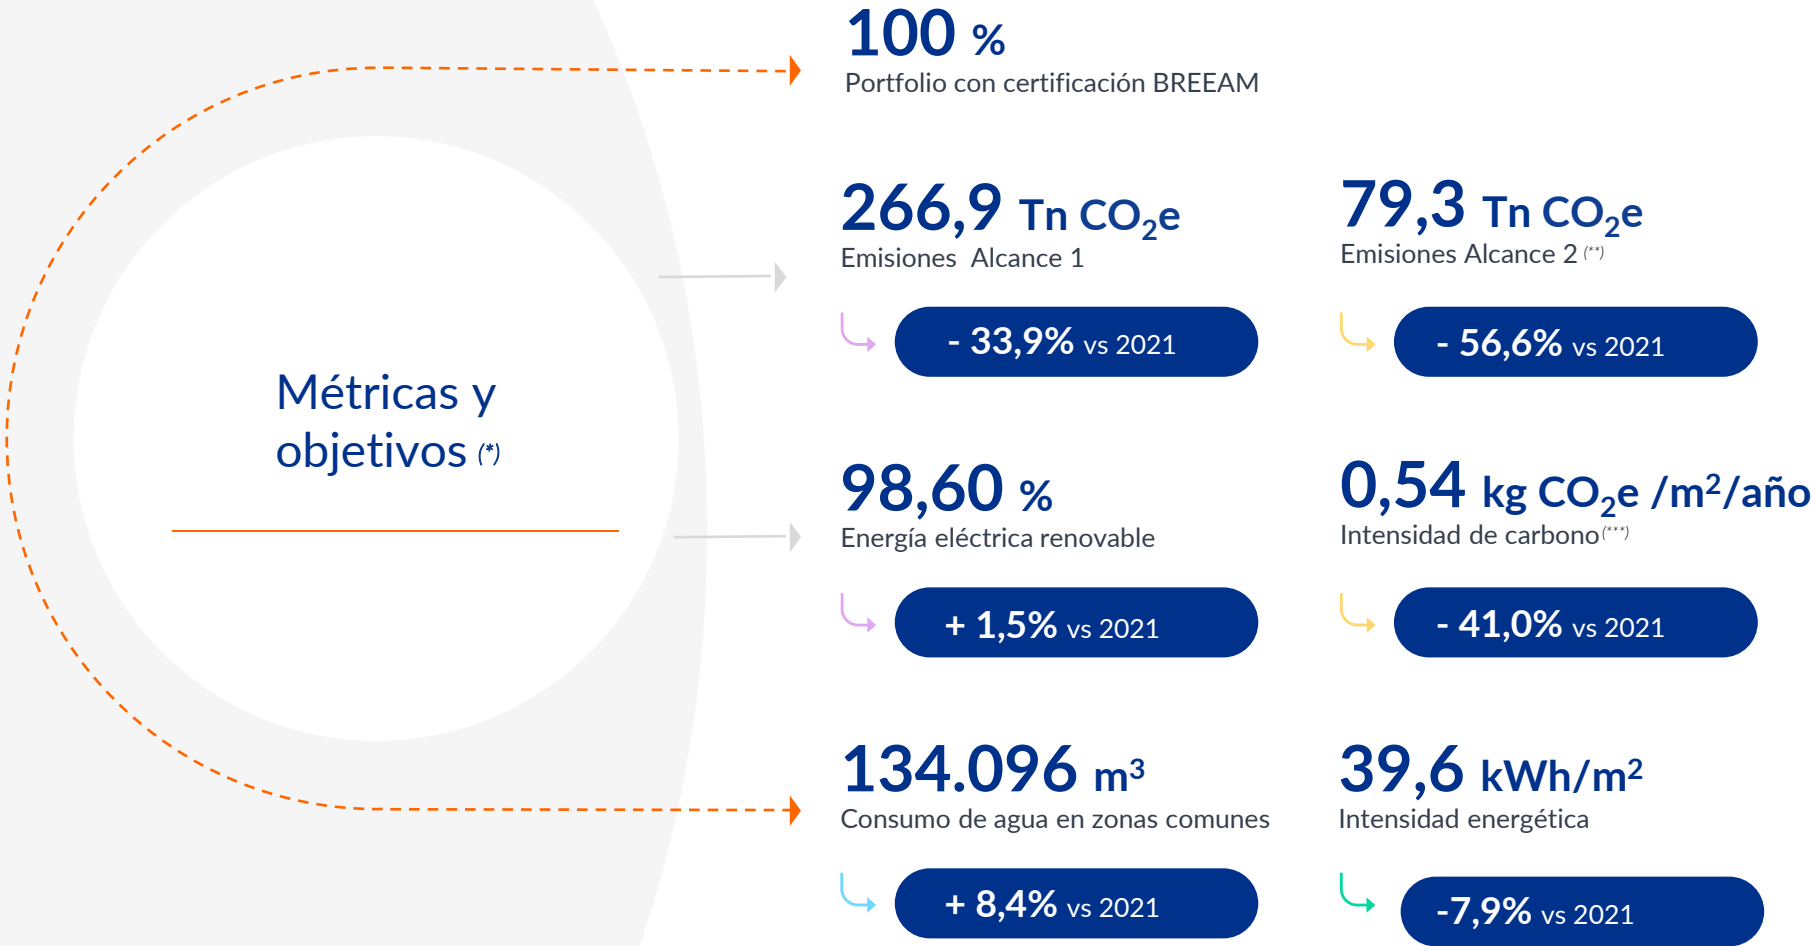 Métricas y
objetivos (*)
100 %
Portfolio con certificación BREEAM
266,9 Tn CO₂e
Emisiones Alcance 1
- 33,9% vs 2021
79,3 Tn CO₂e
Emisiones Alcance 2 (**)
- 56,6% vs 2021
98,60 %
Energía eléctrica renovable
+ 1,5% vs 2021
0,54 kg CO₂e /m²/año
Intensidad de carbono(***)
- 41,0% vs 2021
134.096 m³
Consumo de agua en zonas comunes
+ 8,4% vs 2021
39,6 kWh/m²
Intensidad energética
-7,9% vs 2021